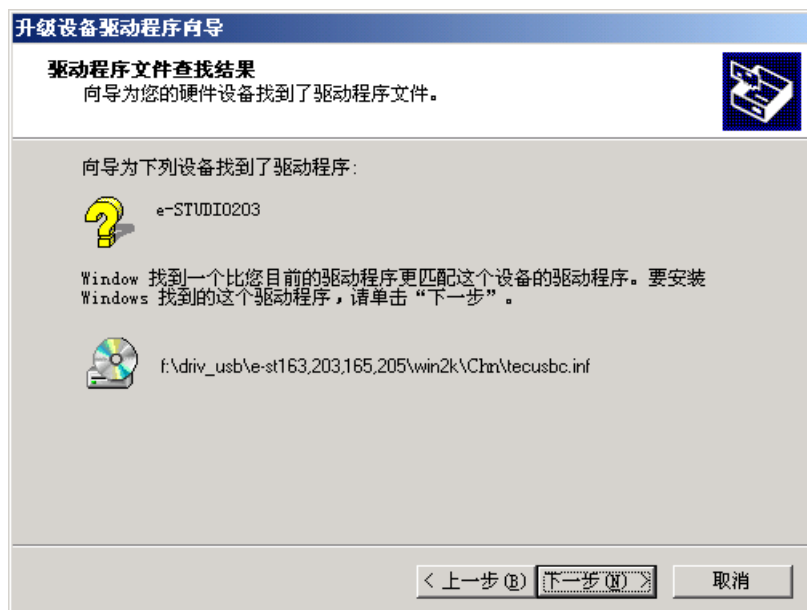 升级设备驱动程序向导
驱动程序文件查找结果
向导为您的硬件设备找到了驱动程序文件。
向导为下列设备找到了驱动程序:
e-STUDIO203
Window 找到一个比您目前的驱动程序更匹配这个设备的驱动程序。要安装
Windows 找到的这个驱动程序，请单击“下一步”。
f:\driv_usb\e-st163,203,165,205\win2k\Chn\tecusbc.inf
< 上一步(B)
下一步(N) >
取消